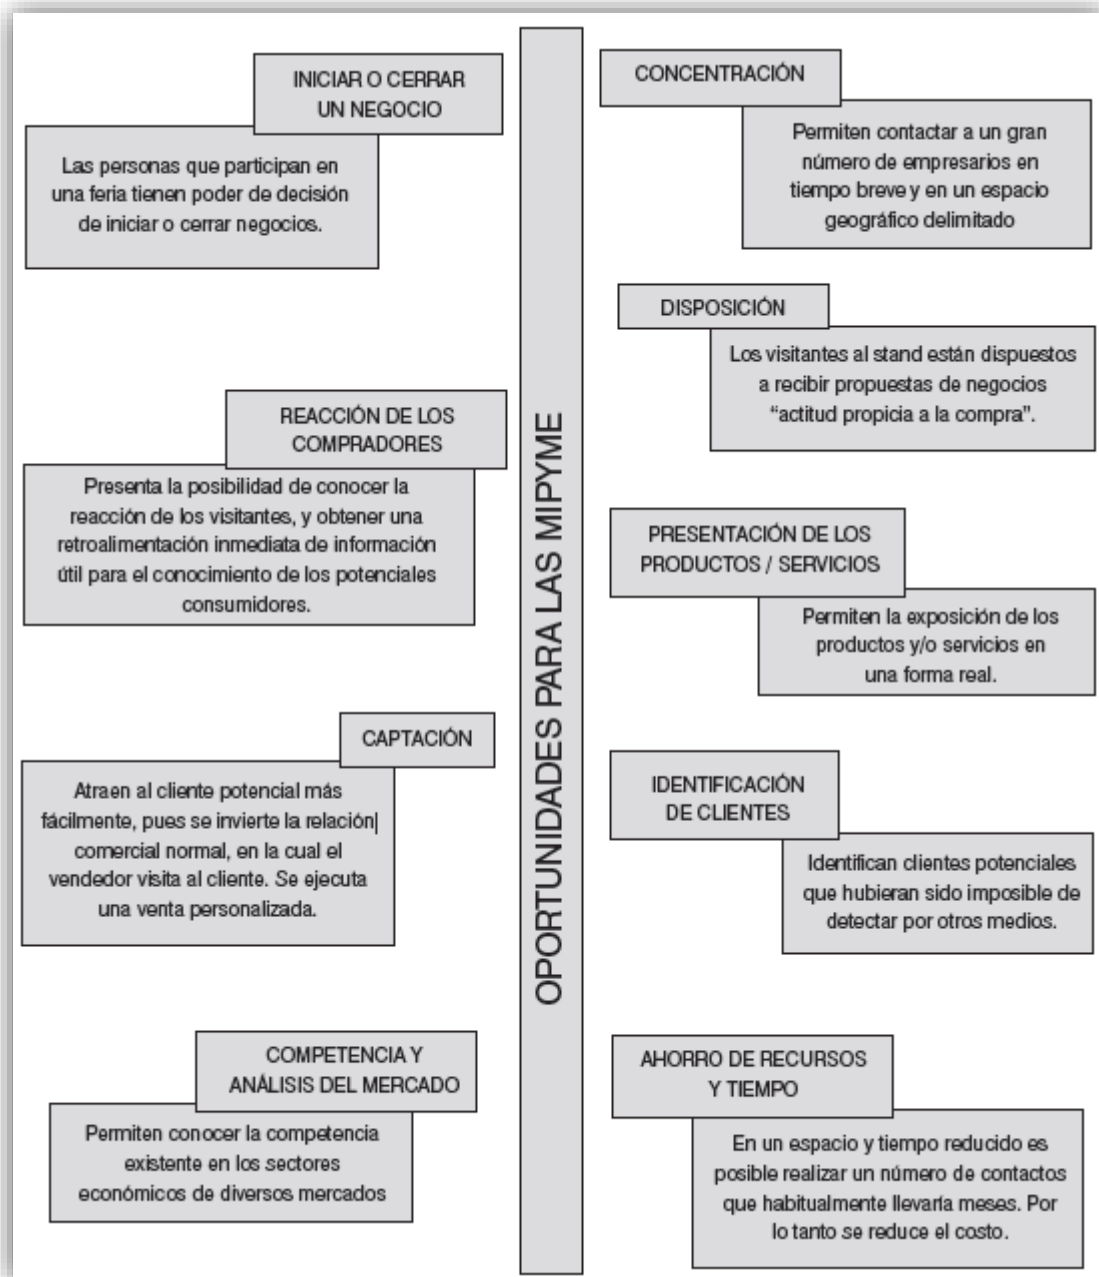 INICIAR O CERRAR
UN NEGOCIO
Las personas que participan en
una feria tienen poder de decisión
de iniciar o cerrar negocios.
REACCIÓN DE LOS
COMPRADORES
Presenta la posibilidad de conocer la
reacción de los visitantes, y obtener una
retroalimentación inmediata de información
útil para el conocimiento de los potenciales
consumidores.
CAPTACIÓN
Atraen al cliente potencial más
fácilmente, pues se invierte la relación|
comercial normal, en la cual el
vendedor visita al cliente. Se ejecuta
una venta personalizada.
COMPETENCIA Y
ANÁLISIS DEL MERCADO
Permiten conocer la competencia
existente en los sectores
económicos de diversos mercados
OPORTUNIDADES PARA LAS MIPYME
CONCENTRACIÓN
Permiten contactar a un gran
número de empresarios en
tiempo breve y en un espacio
geográfico delimitado
DISPOSICIÓN
Los visitantes al stand están dispuestos
a recibir propuestas de negocios
“actitud propicia a la compra”.
PRESENTACIÓN DE LOS
PRODUCTOS / SERVICIOS
Permiten la exposición de los
productos y/o servicios en
una forma real.
IDENTIFICACIÓN
DE CLIENTES
Identifican clientes potenciales
que hubieran sido imposible de
detectar por otros medios.
AHORRO DE RECURSOS
Y TIEMPO
En un espacio y tiempo reducido es
posible realizar un número de contactos
que habitualmente llevaría meses. Por
lo tanto se reduce el costo.